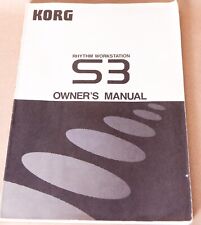 KORG
RHYTHM WORKSTATION
S3
OWNER'S MANUAL